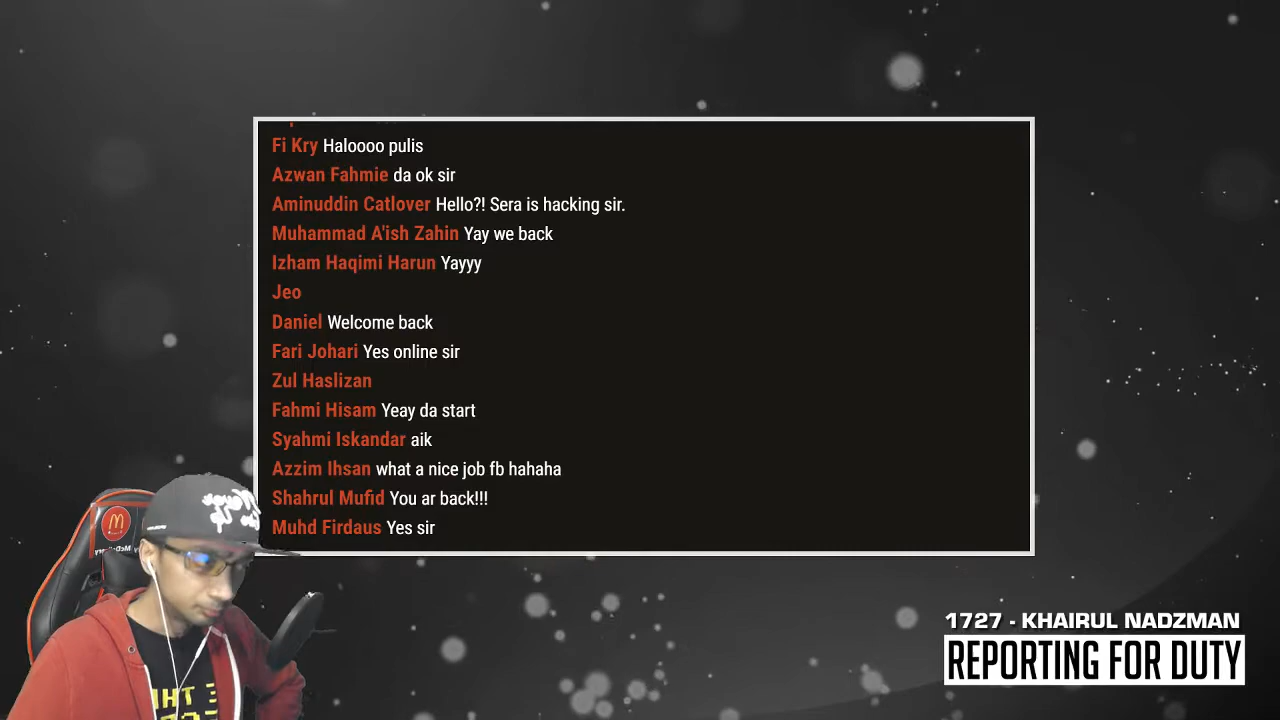 Fi Kry Haloooo pulis
Azwan Fahmie da ok sir
Aminuddin Catlover Hello?! Sera is hacking sir.
Muhammad A'ish Zahin Yay we back
Izham Haqimi Harun Yayyy
Jeo
Daniel Welcome back
Fari Johari Yes online sir
Zul Haslizan
Fahmi Hisam Yeay da start
Syahmi Iskandar aik
Azzim Ihsan what a nice job fb hahaha
Shahrul Mufid You ar back!!!
Muhd Firdaus Yes sir
1727 - KHAIRUL NADZMAN
REPORTING FOR DUTY